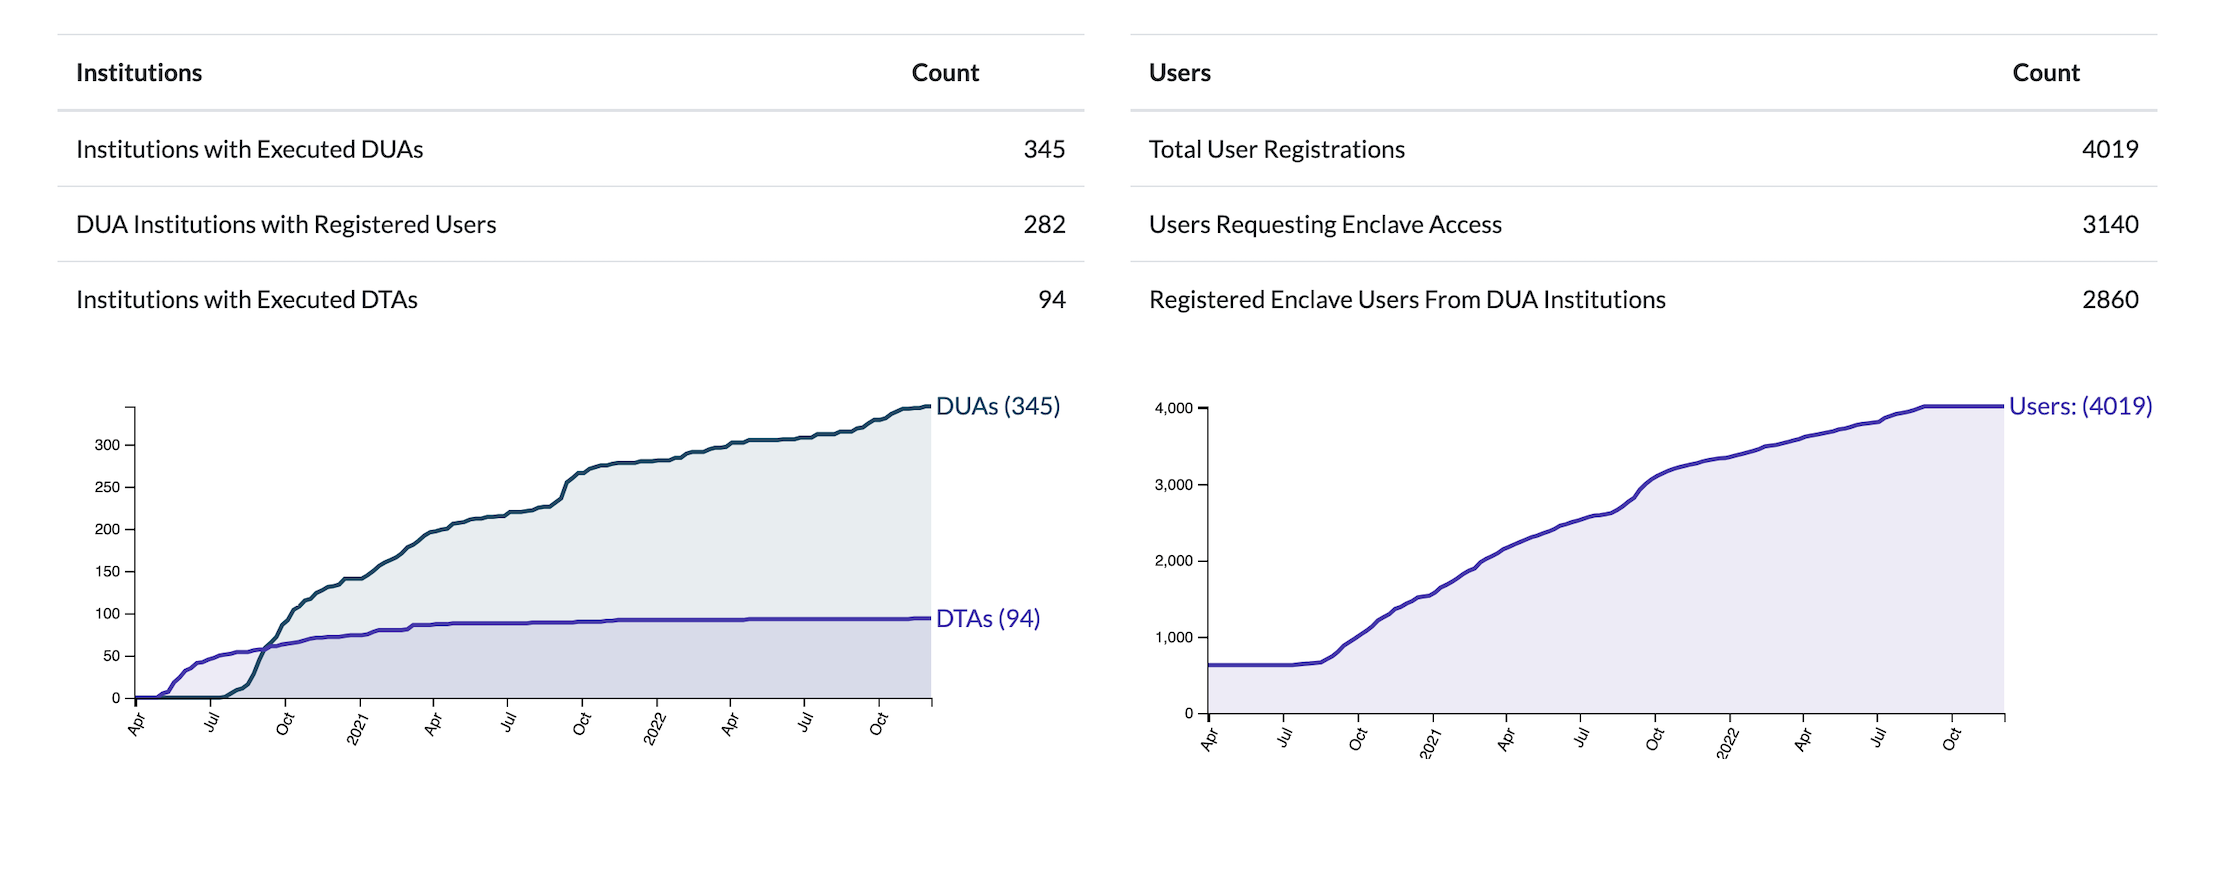 Institutions Count
Institutions with Executed DUAs 345
DUA Institutions with Registered Users 282
Institutions with Executed DTAs 94
Users Count
Total User Registrations 4019
Users Requesting Enclave Access 3140
Registered Enclave Users From DUA Institutions 2860
DUAs (345)
300
250
200
150
100
50
0
DTAs (94)
Apr Jul Oct 2021 Apr Jul Oct 2022 Apr Jul Oct
Users: (4019)
4,000
3,000
2,000
1,000
0
Apr Jul Oct 2021 Apr Jul Oct 2022 Apr Jul Oct